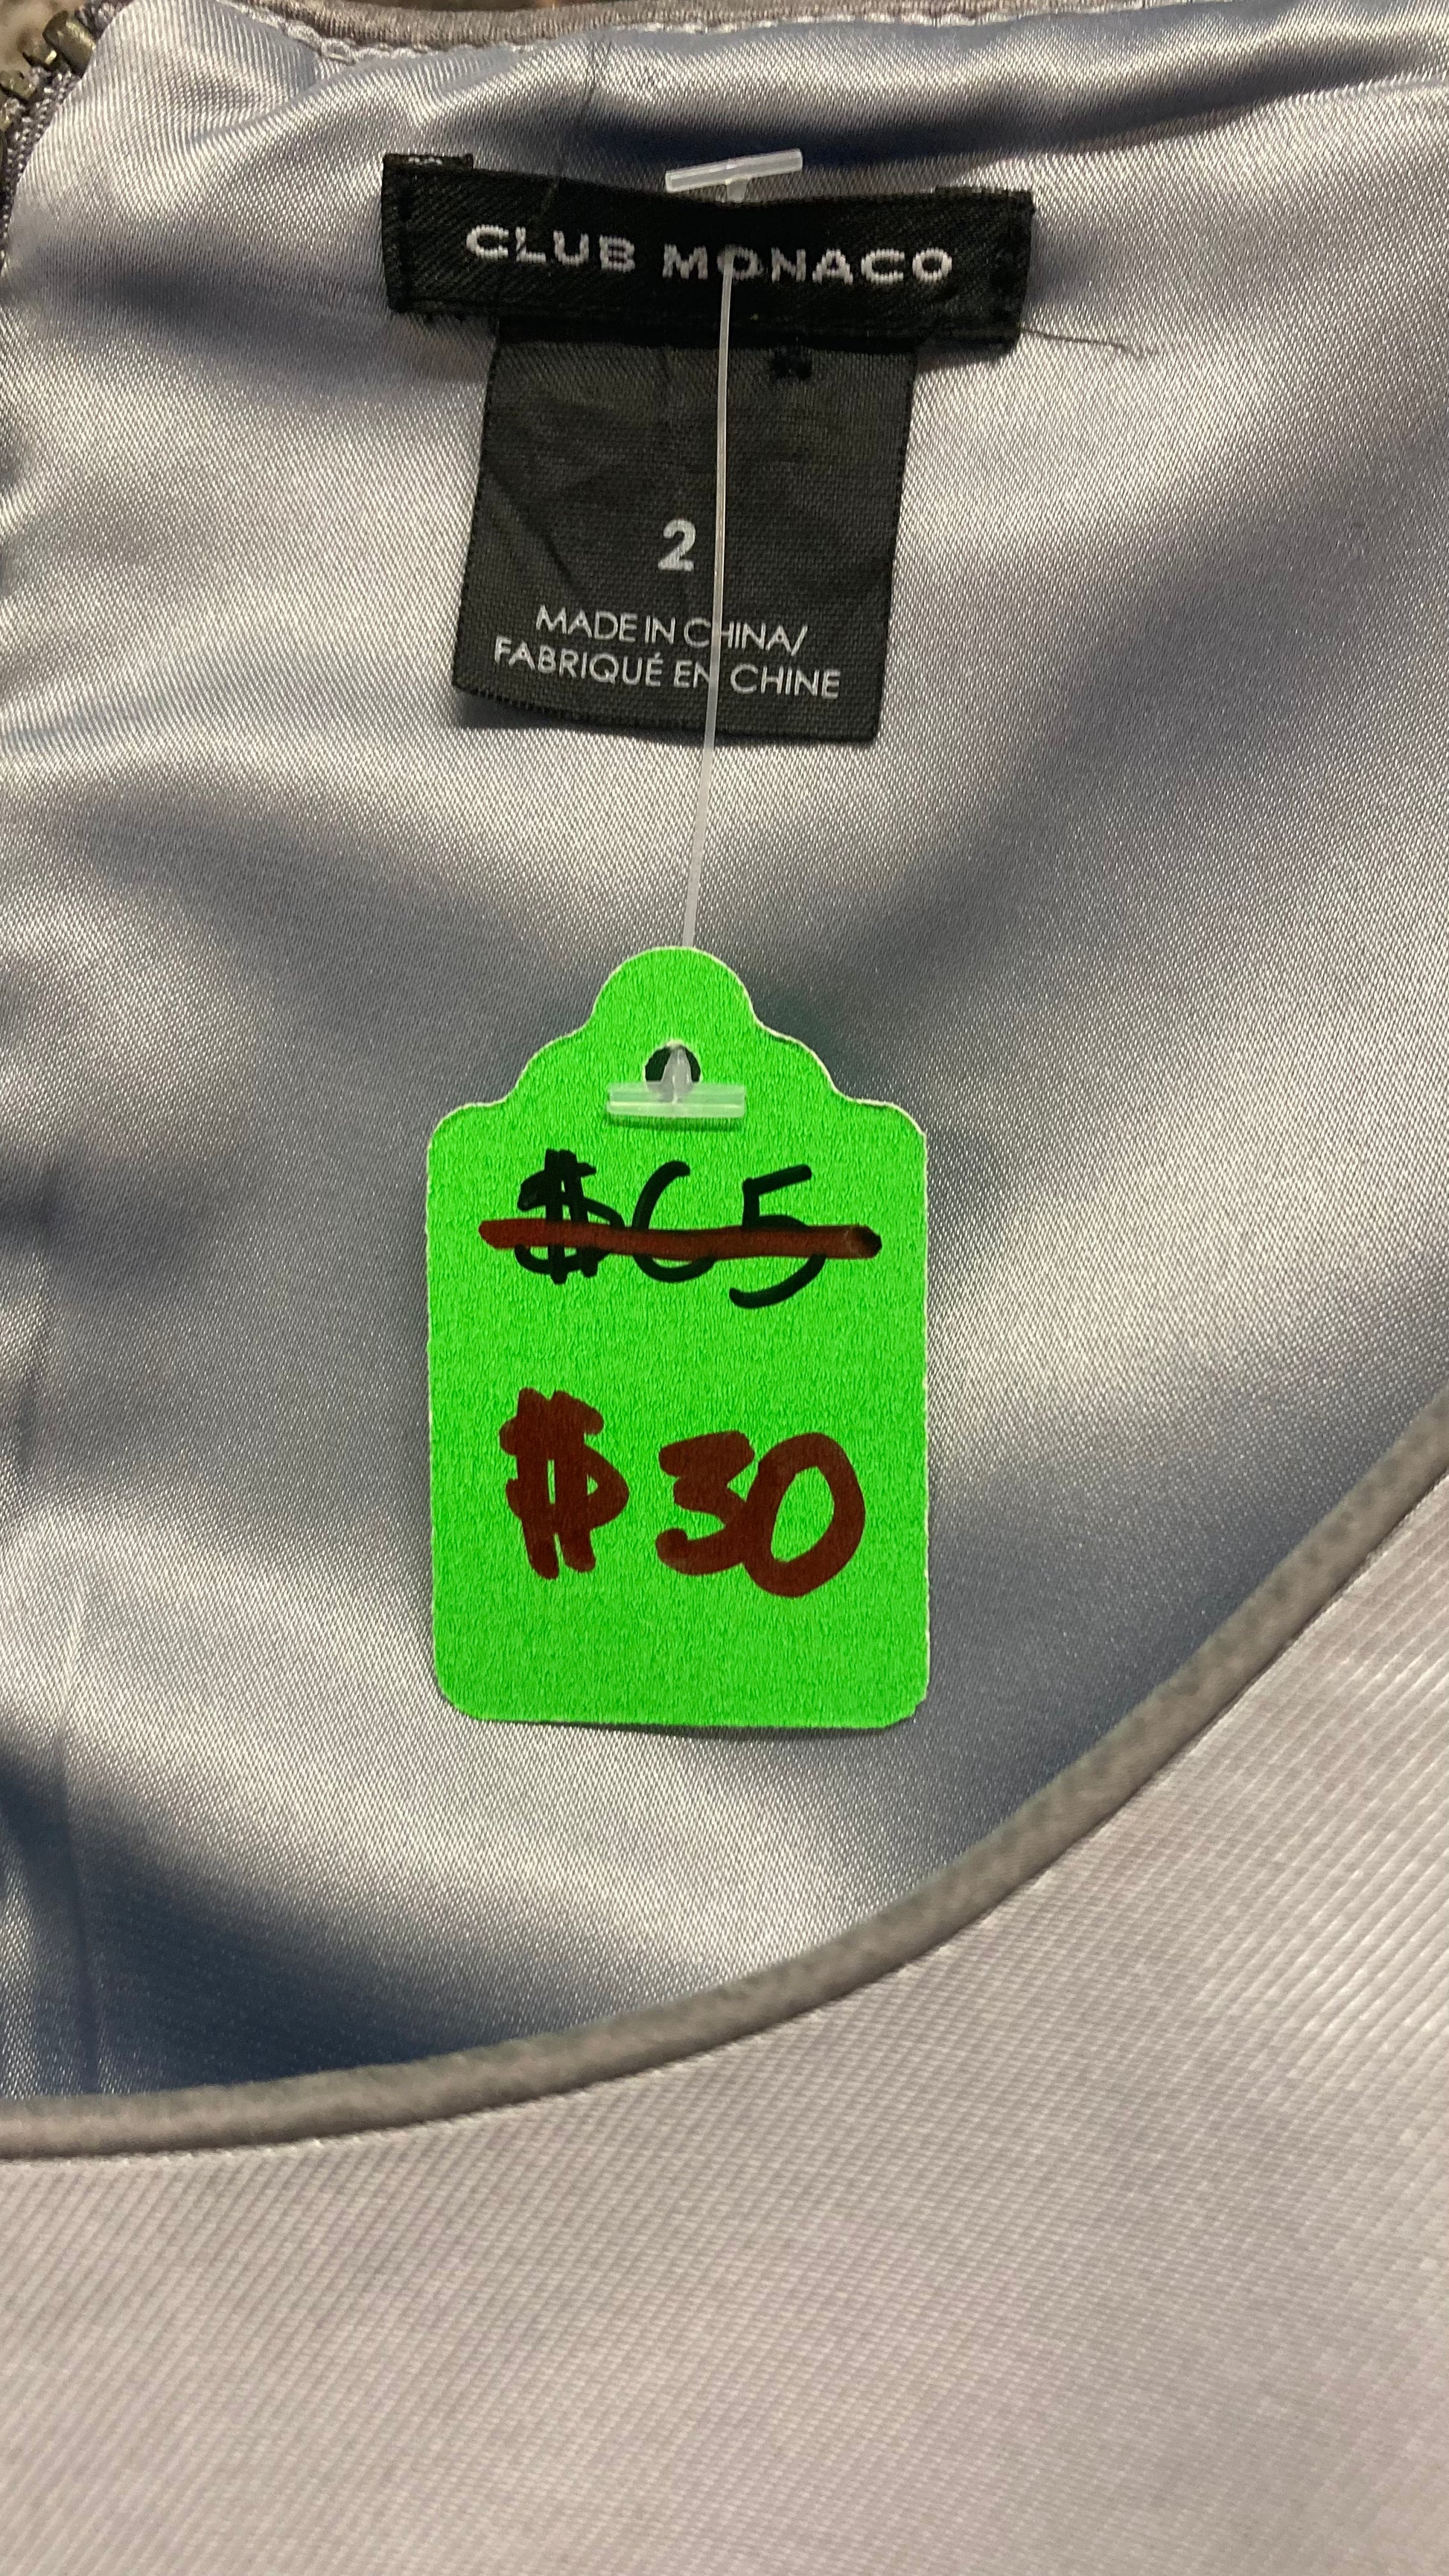 CLUB MONACO
2
MADE IN CHINA/
FABRIQUÉ EN CHINE
$65
$30